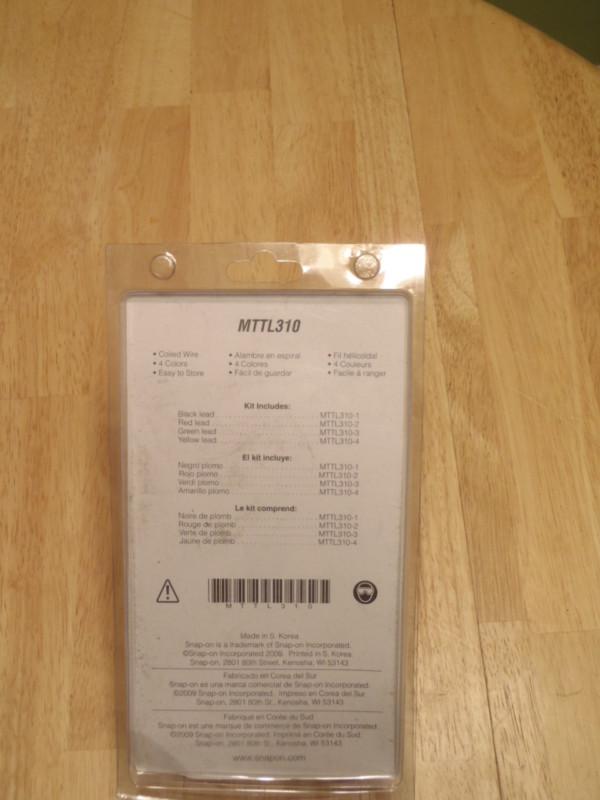 MTTL310
• Coiled Wire • Alambre en espiral • Fil hélicoïdal
• 4 Colors • 4 Colores • 4 Couleurs
• Easy to Store • Fácil de guardar • Facile à ranger
Kit Includes:
Black lead MTTL310-1
Red lead MTTL310-2
Green lead MTTL310-3
Yellow lead MTTL310-4
El kit incluye:
Negro plomo MTTL310-1
Rojo plomo MTTL310-2
Verdi plomo MTTL310-3
Amarillo plomo MTTL310-4
Le kit comprend:
Noire de plomb MTTL310-1
Rouge de plomb MTTL310-2
Verte de plomb MTTL310-3
Jaune de plomb MTTL310-4
MTTL310
Made in S. Korea
Snap-on is a trademark of Snap-on Incorporated.
©Snap-on Incorporated 2009. Printed in S. Korea
Snap-on, 2801 80th Street, Kenosha, WI 53143
Fabricado en Corea del Sur
Snap-on es una marca comercial de Snap-on Incorporated.
©2009 Snap-on Incorporated. Impreso en Corea del Sur
Snap-on, 2801 80th St., Kenosha, WI 53143
Fabriqué en Corée du Sud
Snap-on est une marque de commerce de Snap-on Incorporated.
©2009 Snap-on Incorporated. Imprimé en Corée du Sud
Snap-on, 2801 80th St., Kenosha, WI 53143
www.snapon.com